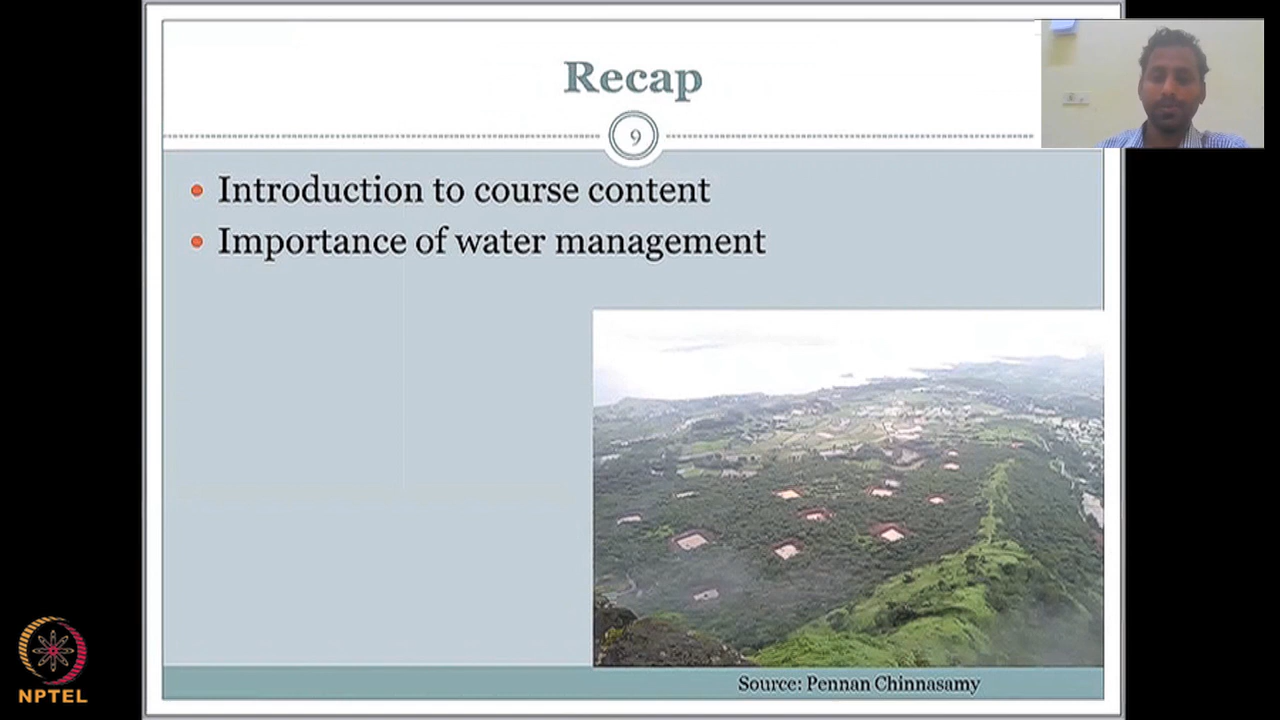 Recap
9
Introduction to course content
Importance of water management
Source: Pennan Chinnasamy
NPTEL